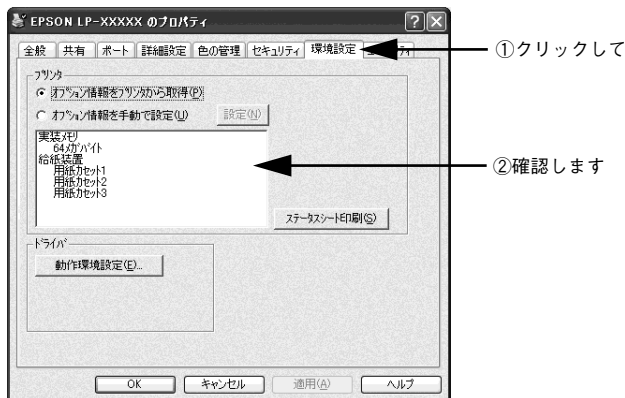 EPSON LP-XXXXX のプロパティ
全般 共有 ポート 詳細設定 色の管理 セキュリティ 環境設定
①クリックして
プリンタ
オプション情報をプリンタから取得(P)
オプション情報を手動で設定(U)
設定(N)
実装メモリ
64メガバイト
給紙装置
用紙カセット1
用紙カセット2
用紙カセット3
②確認します
ステータスシート印刷(S)
ドライバ
動作環境設定(E)...
OK キャンセル 適用(A) ヘルプ